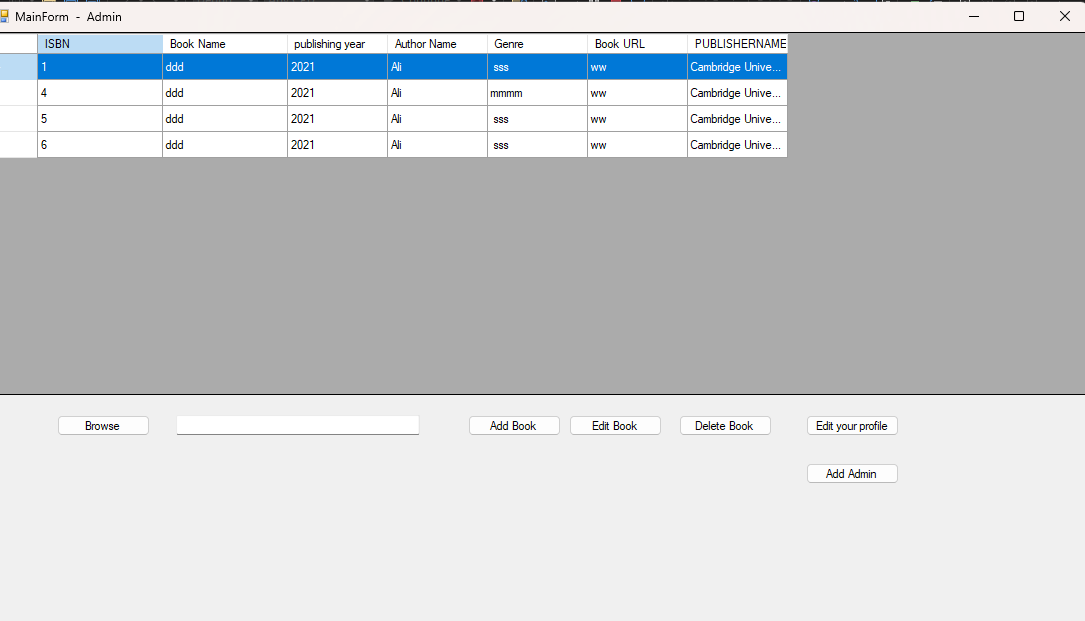 MainForm - Admin
ISBN Book Name publishing year Author Name Genre Book URL PUBLISHERNAME
1 ddd 2021 Ali sss ww Cambridge Unive...
4 ddd 2021 Ali mmmm ww Cambridge Unive...
5 ddd 2021 Ali sss ww Cambridge Unive...
6 ddd 2021 Ali sss ww Cambridge Unive...
Browse Add Book Edit Book Delete Book Edit your profile
Add Admin